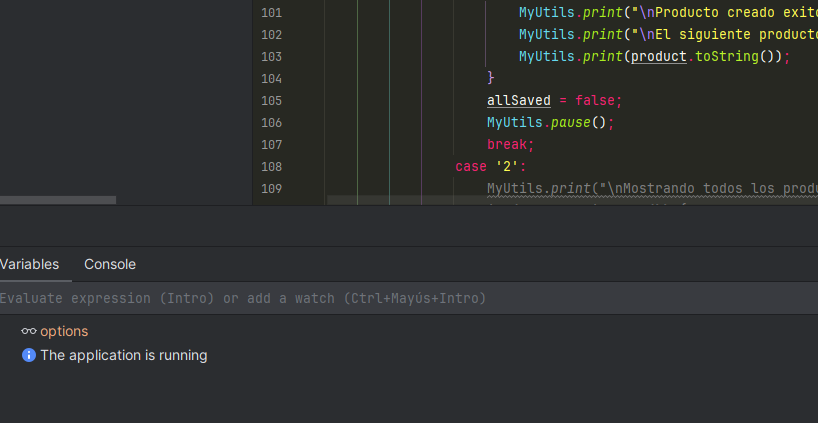 101 MyUtils.print("\nProducto creado exito
102 MyUtils.print("\nEl siguiente producto
103 MyUtils.print(product.toString());
104 }
105 allSaved = false;
106 MyUtils.pause();
107 break;
108 case '2':
109 MyUtils.print("\nMostrando todos los produ
Variables Console
Evaluate expression (Intro) or add a watch (Ctrl+Mayús+Intro)
options
The application is running